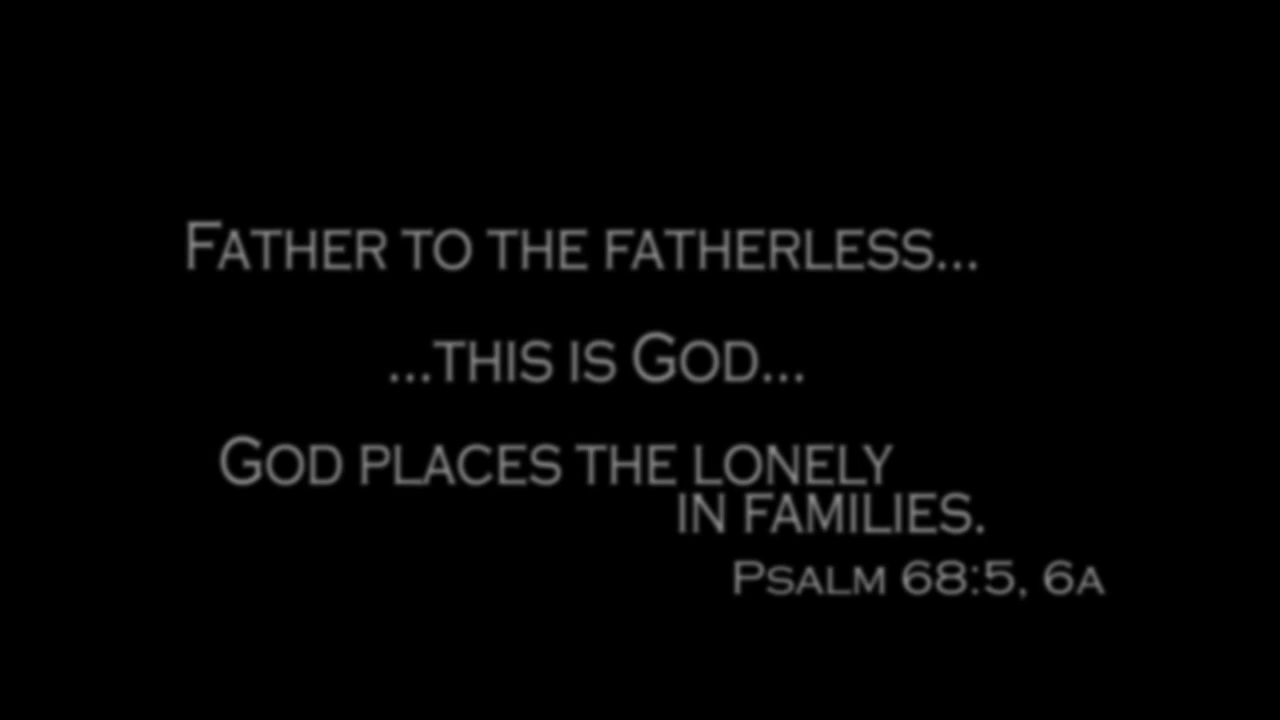 Father to the fatherless...
...this is God...
God places the lonely
in families.
Psalm 68:5, 6a